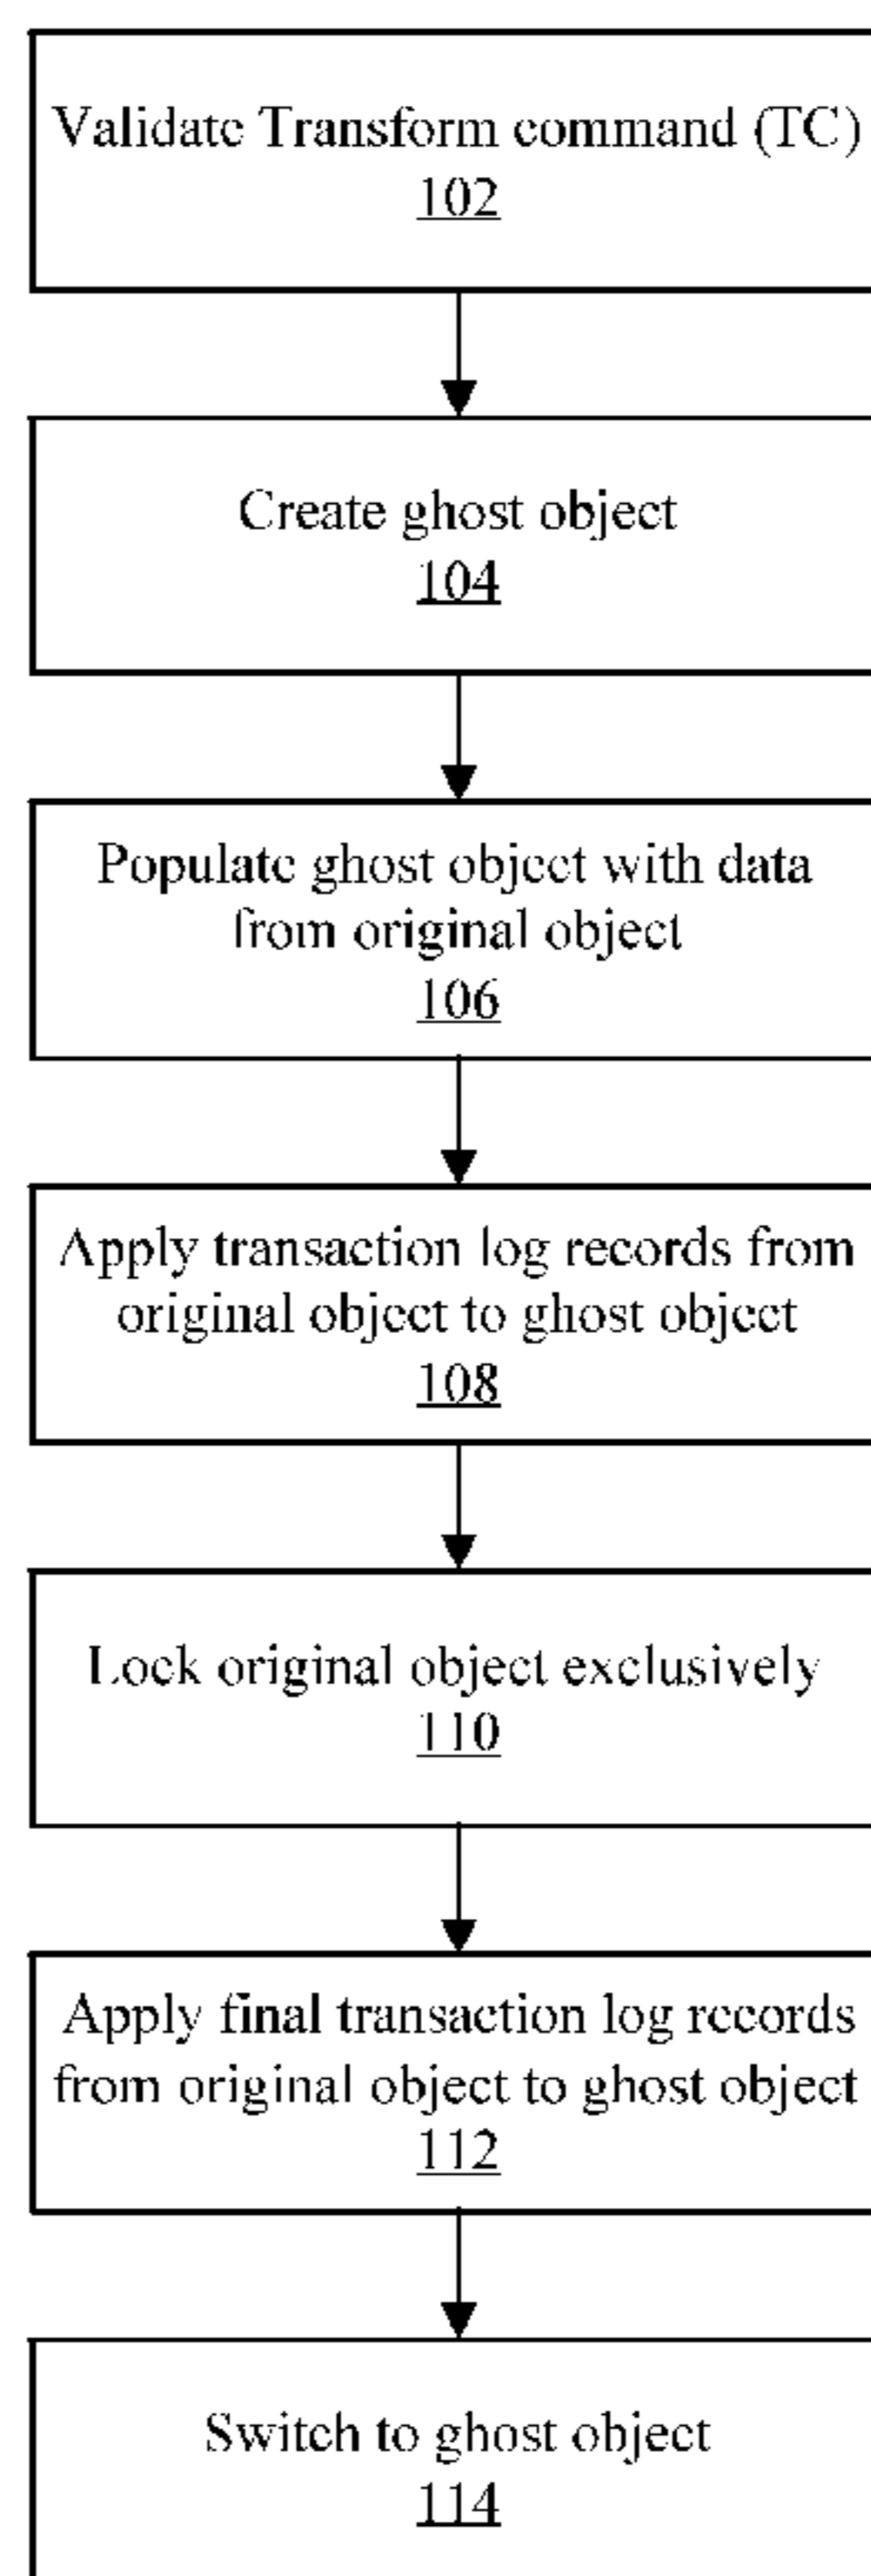 Validate Transform command (TC)
102
Create ghost object
104
Populate ghost object with data
from original object
106
Apply transaction log records from
original object to ghost object
108
Lock original object exclusively
110
Apply final transaction log records
from original object to ghost object
112
Switch to ghost object
114